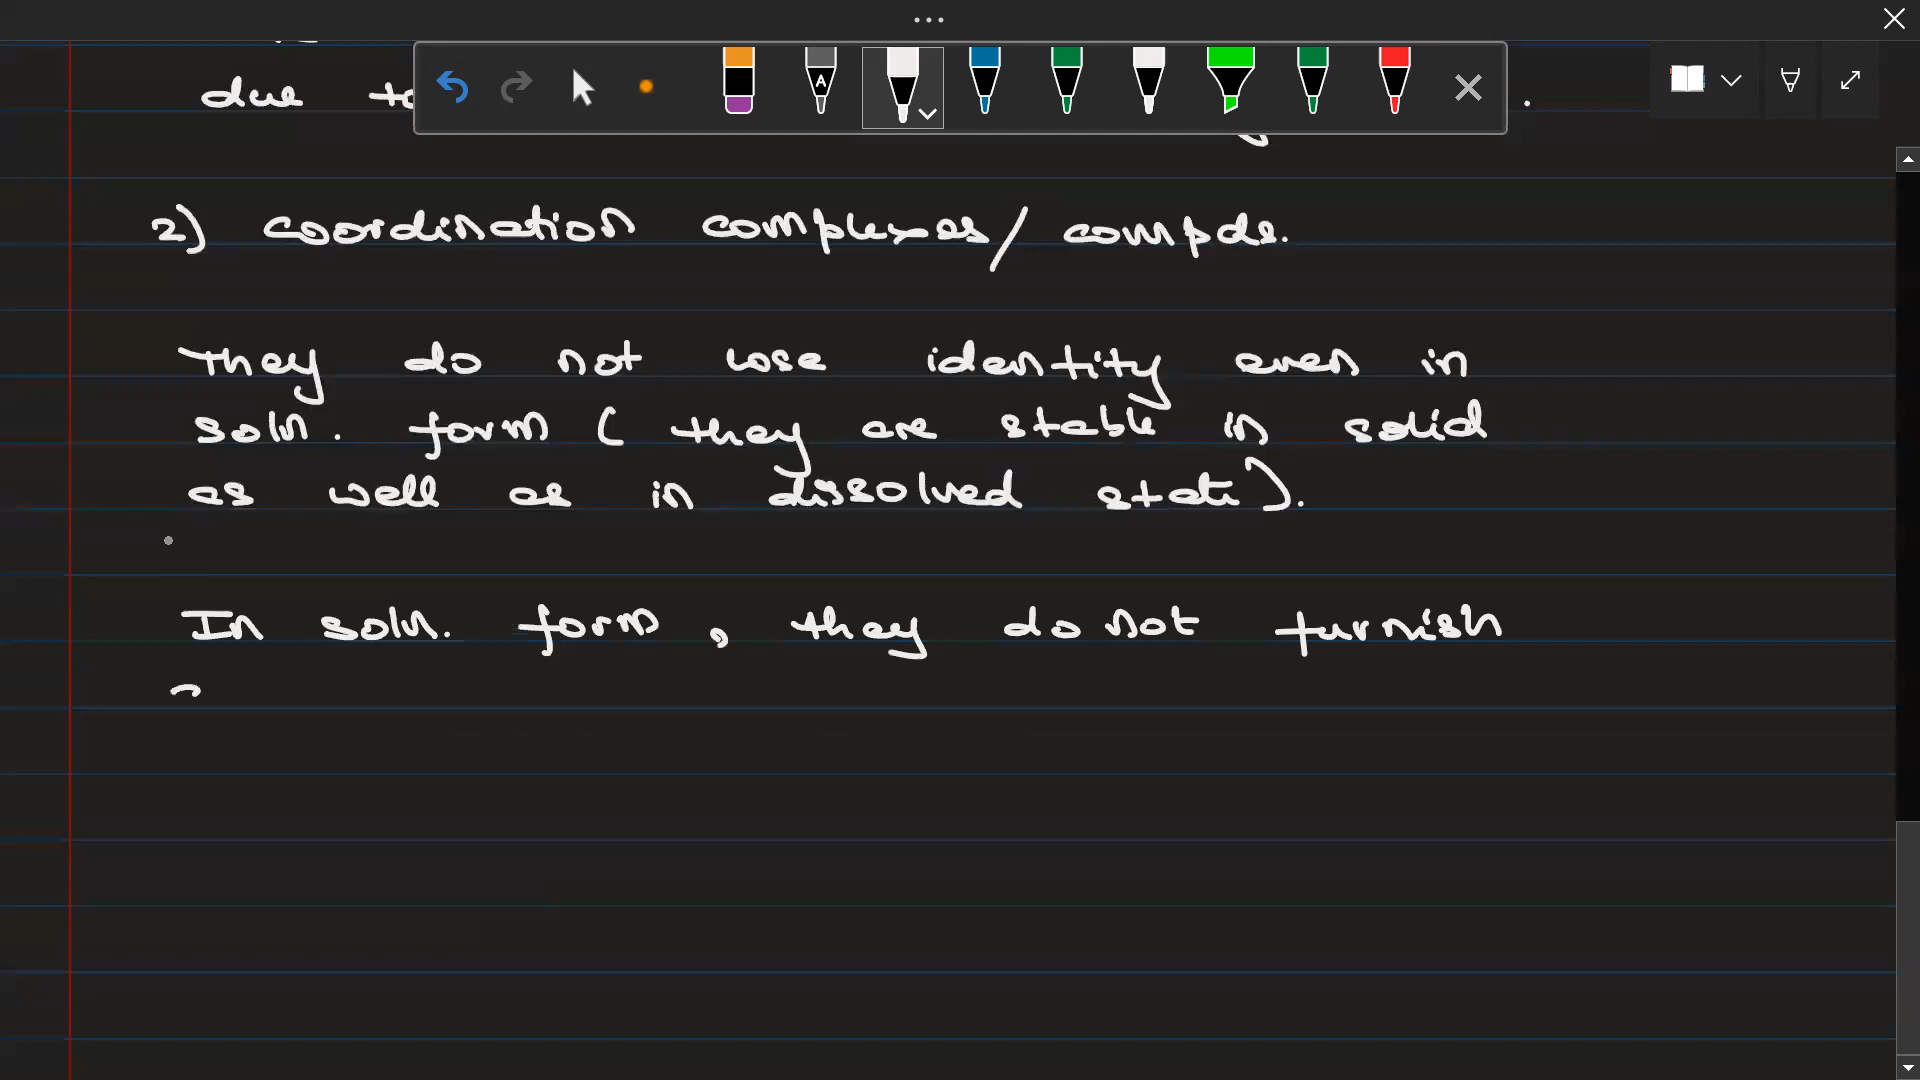 due to
2) coordination complexes/ compds.
They do not lose identity even in
soln. form ( they are stable in solid
as well as in dissolved state).
In soln. form , they do not furnish